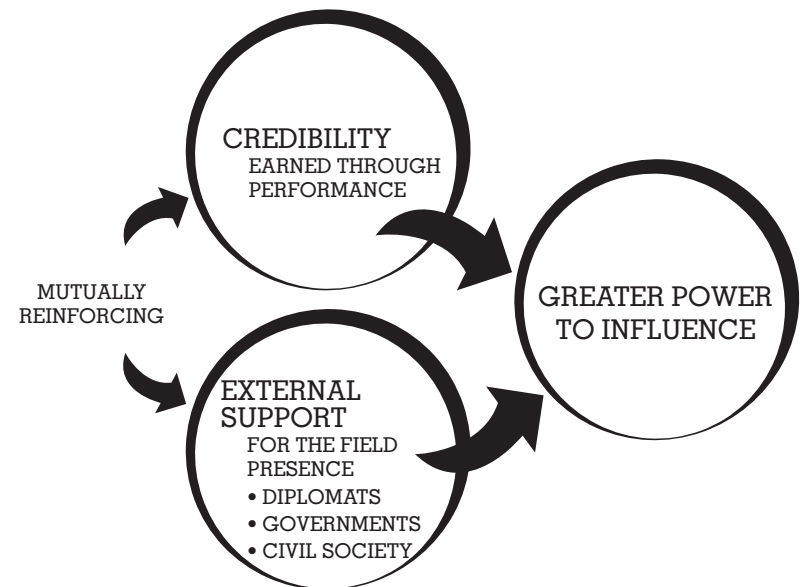 CREDIBILITY
EARNED THROUGH
PERFORMANCE
MUTUALLY
REINFORCING
EXTERNAL
SUPPORT
FOR THE FIELD
PRESENCE
• DIPLOMATS
• GOVERNMENTS
• CIVIL SOCIETY
GREATER POWER
TO INFLUENCE